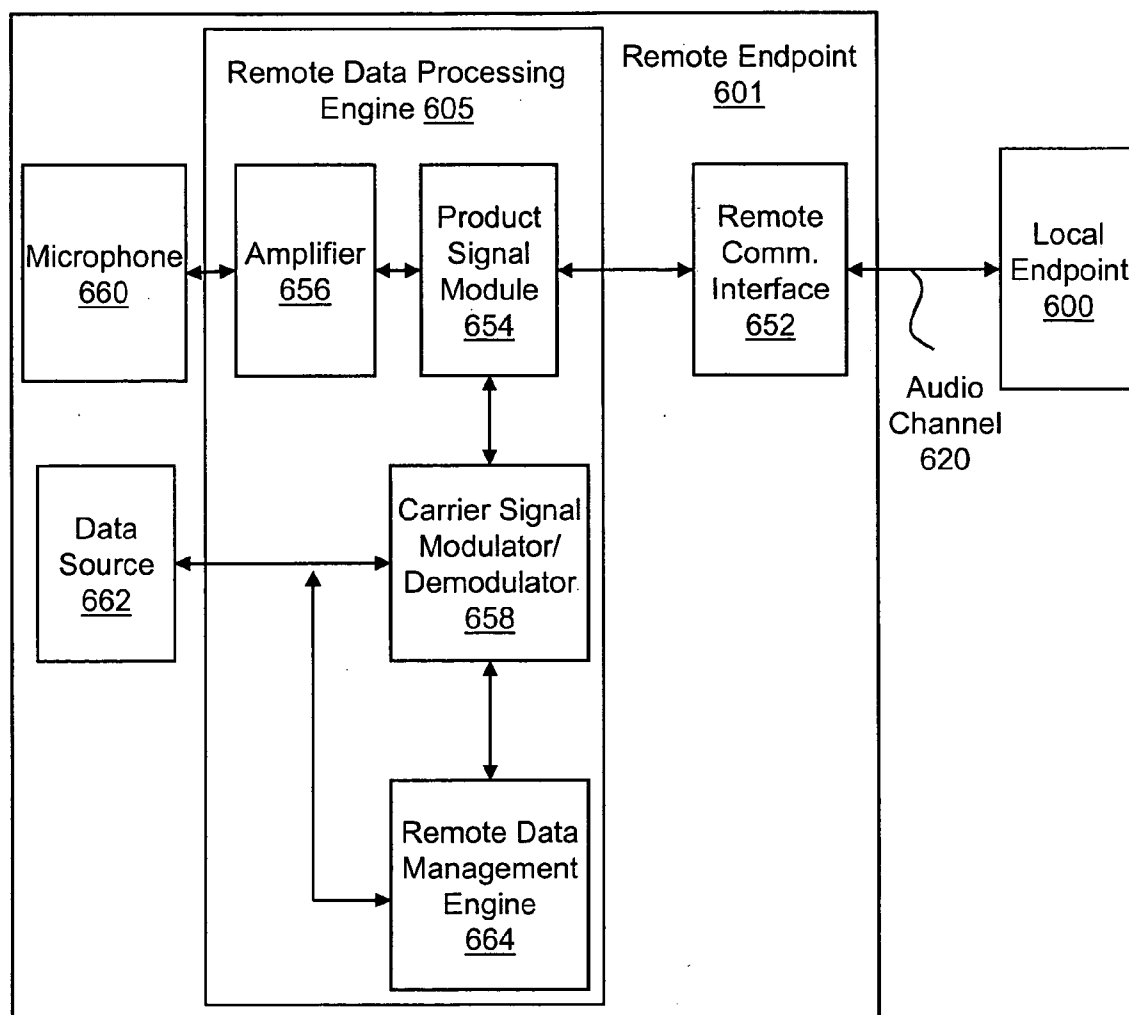 Remote Data Processing
Engine 605
Remote Endpoint
601
Microphone
660
Amplifier
656
Product
Signal
Module
654
Remote
Comm.
Interface
652
Local
Endpoint
600
Audio
Channel
620
Data
Source
662
Carrier Signal
Modulator/
Demodulator
658
Remote Data
Management
Engine
664